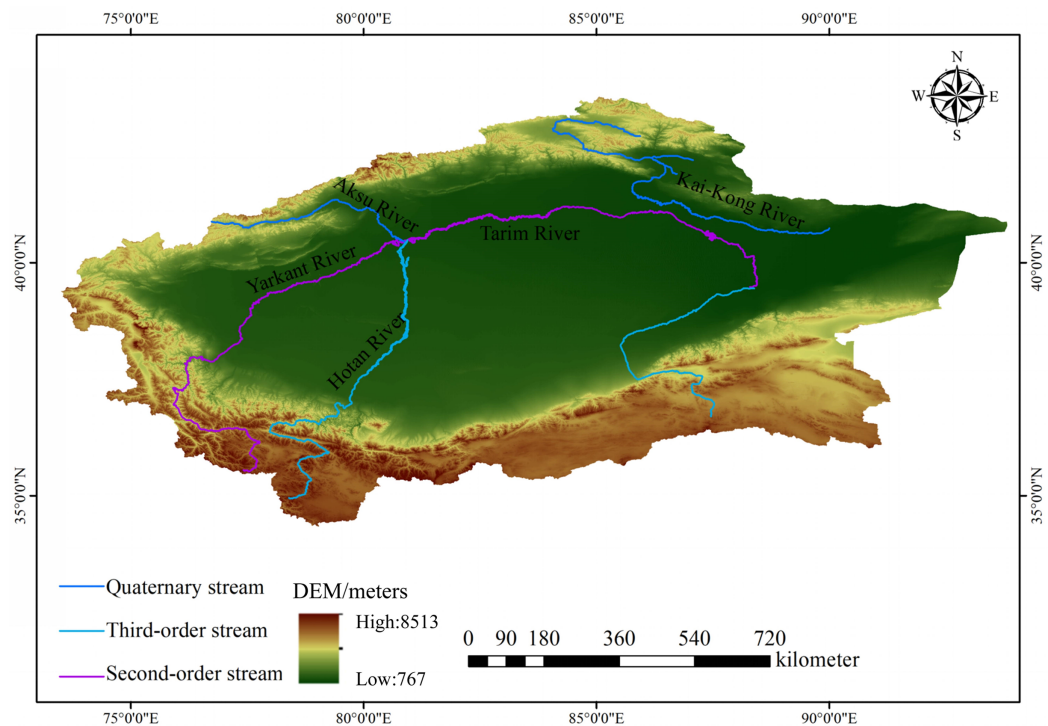 75°0'0"E 80°0'0"E 85°0'0"E 90°0'0"E
N
W E
S
Aksu River
Kai-Kong River
Tarim River
Yarkant River
Hotan River
40°0'0"N 40°0'0"N
35°0'0"N 35°0'0"N
Quaternary stream
Third-order stream
Second-order stream
DEM/meters
High:8513
Low:767
0 90 180 360 540 720
kilometer
75°0'0"E 80°0'0"E 85°0'0"E 90°0'0"E